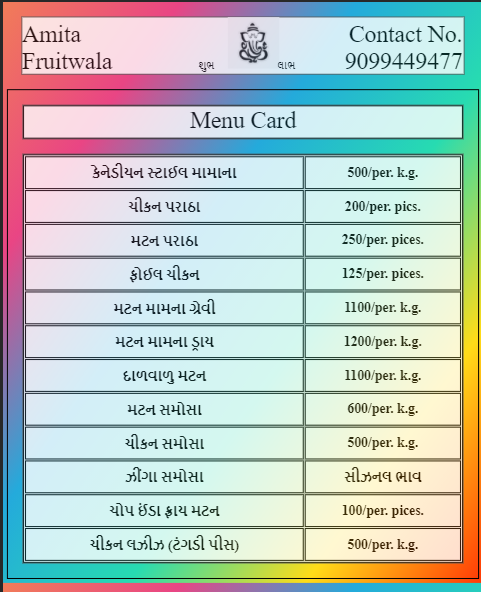 Amita Contact No.
Fruitwala શુભ લાભ 9099449477
Menu Card
કેનેડીયન સ્ટાઈલ મામાના 500/per. k.g.
ચીકન પરાઠા 200/per. pics.
મટન પરાઠા 250/per. pices.
ફોઈલ ચીકન 125/per. pices.
મટન મામના ગ્રેવી 1100/per. k.g.
મટન મામના ડ્રાય 1200/per. k.g.
દાળવાળુ મટન 1100/per. k.g.
મટન સમોસા 600/per. k.g.
ચીકન સમોસા 500/per. k.g.
ઝીંગા સમોસા સીઝનલ ભાવ
ચોપ ઈંડા ફ્રાય મટન 100/per. pices.
ચીકન લઝીઝ (ટંગડી પીસ) 500/per. k.g.